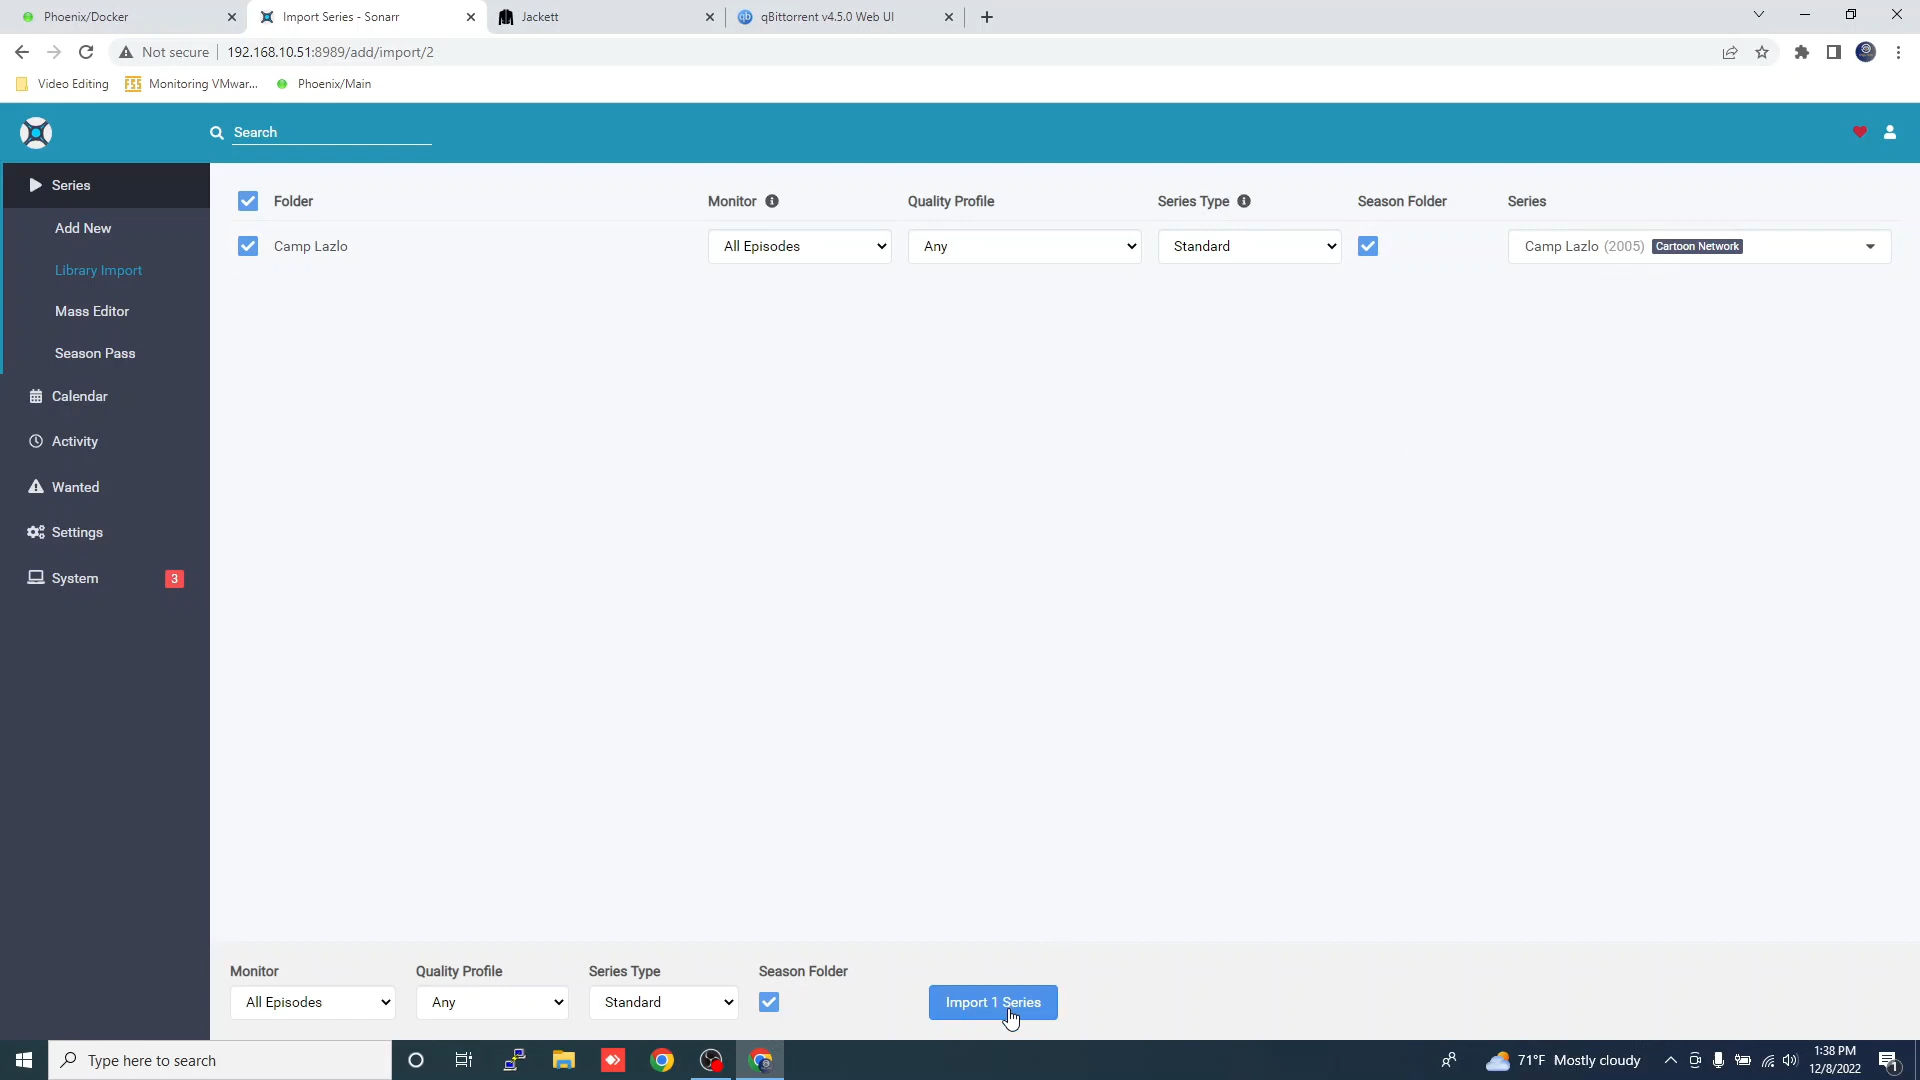 Phoenix/Docker
Import Series - Sonarr
Jackett
qb
qBittorrent v4.5.0 Web UI
Not secure
192.168.10.51:8989/add/import/2
Video Editing
FSS
Monitoring VMwar...
Phoenix/Main
Search
Series
Add New
Library Import
Mass Editor
Season Pass
Calendar
Activity
Wanted
Settings
System 3
Folder Monitor Quality Profile Series Type Season Folder Series
Camp Lazlo All Episodes Any Standard Camp Lazlo (2005) Cartoon Network
Monitor Quality Profile Series Type Season Folder
All Episodes Any Standard Import 1 Series
Type here to search
71°F Mostly cloudy
1:38 PM
12/8/2022
1